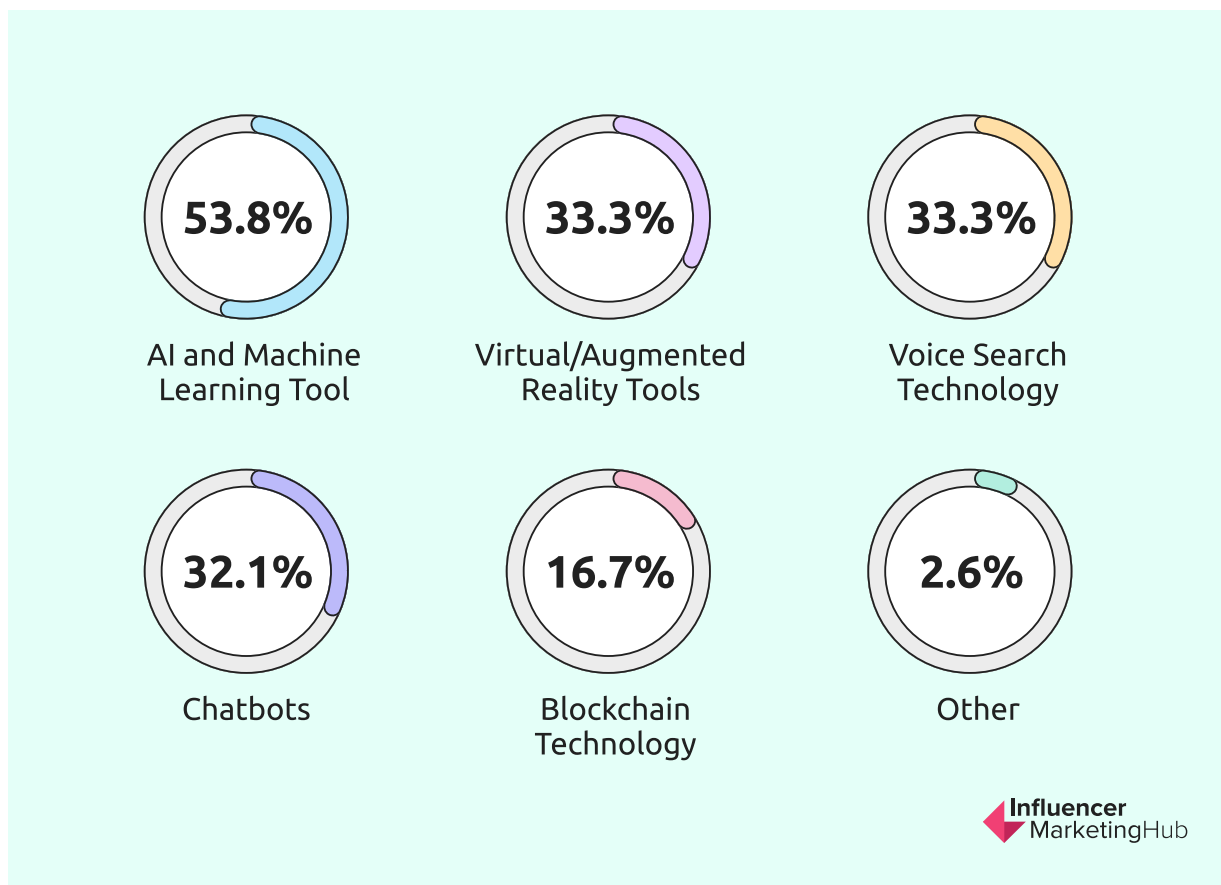 53.8%
33.3%
33.3%
AI and Machine
Learning Tool
Virtual/Augmented
Reality Tools
Voice Search
Technology
32.1%
16.7%
2.6%
Chatbots
Blockchain
Technology
Other
Influencer
MarketingHub